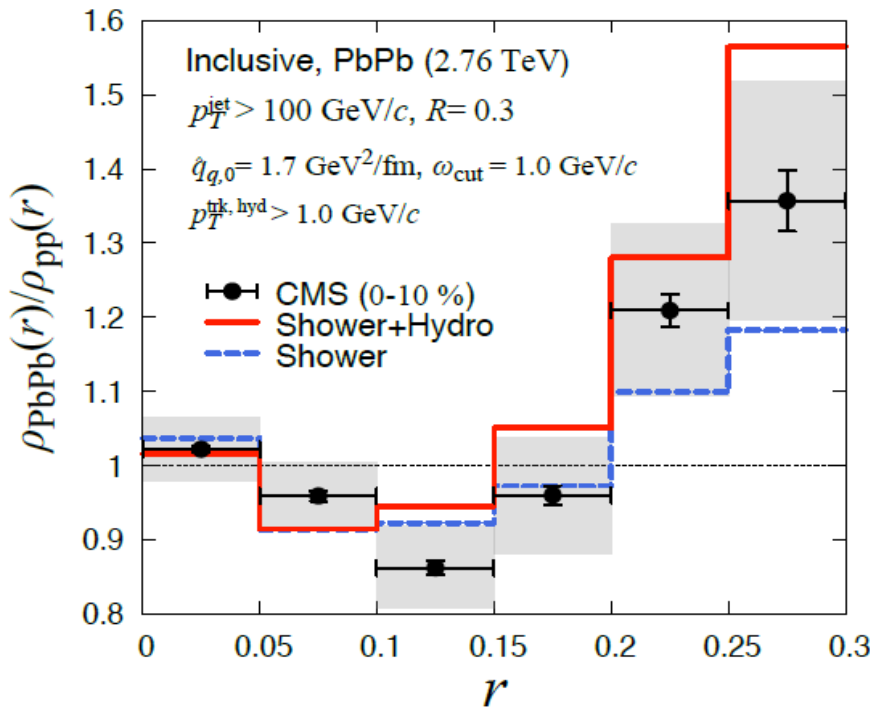 Inclusive, PbPb (2.76 TeV)
p_T^jet > 100 GeV/c, R= 0.3
q̂_q,0= 1.7 GeV²/fm, ω_cut = 1.0 GeV/c
p_T^trk, hyd > 1.0 GeV/c
CMS (0-10 %)
Shower+Hydro
Shower
ρ_PbPb(r)/ρ_pp(r)
1.6
1.5
1.4
1.3
1.2
1.1
1
0.9
0.8
0 0.05 0.1 0.15 0.2 0.25 0.3
r